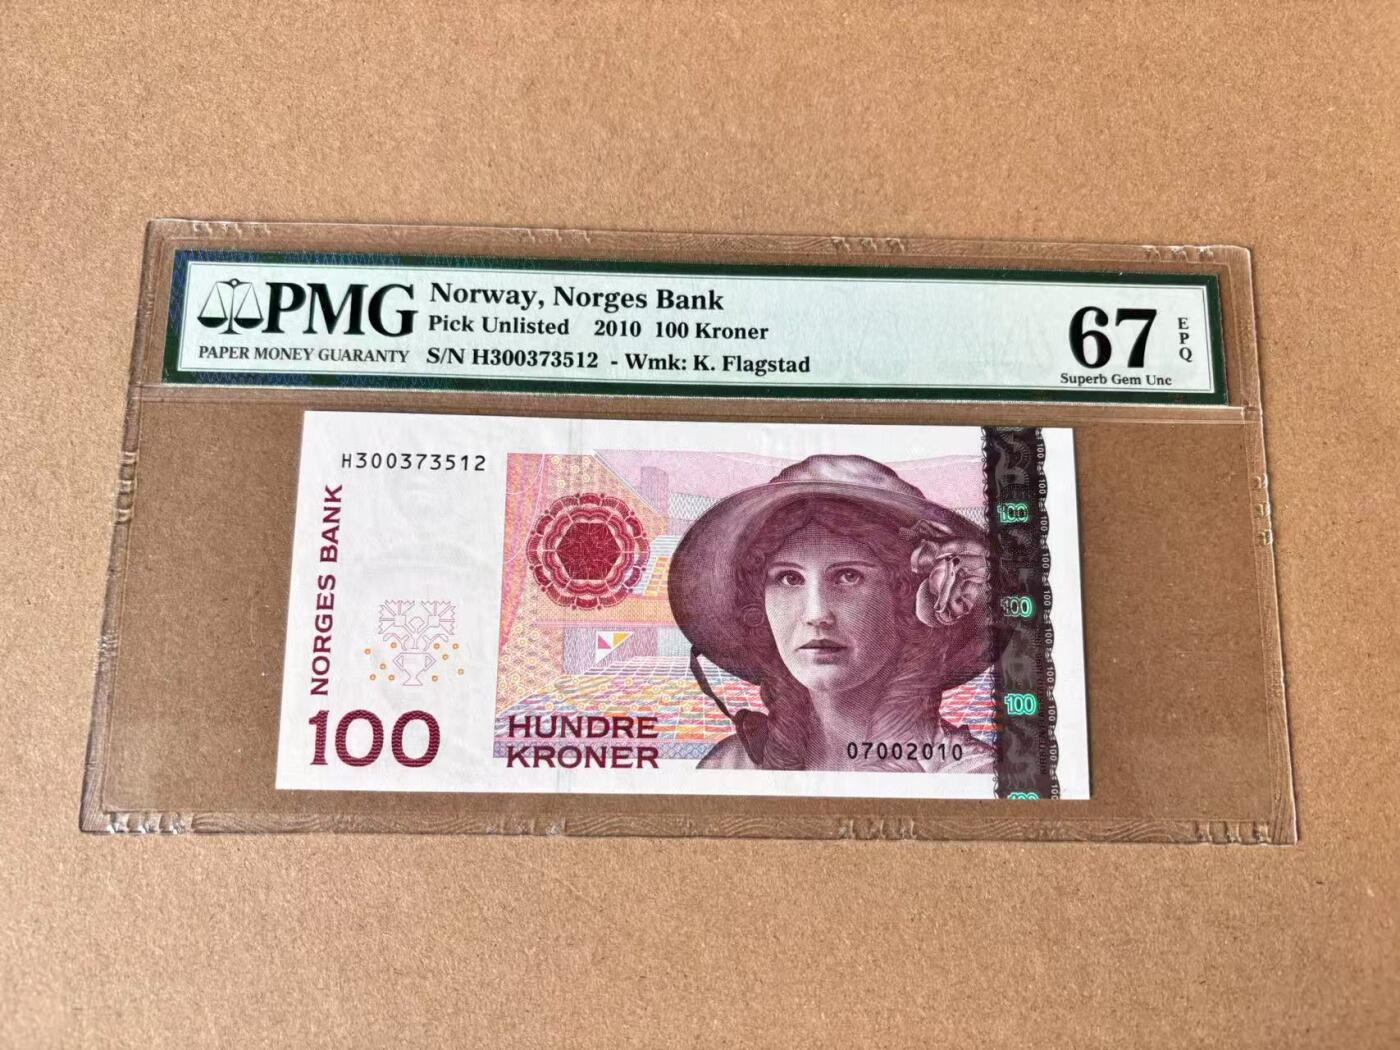 PMG
PAPER MONEY GUARANTY
Norway, Norges Bank
Pick Unlisted 2010 100 Kroner
S/N H300373512 - Wmk: K. Flagstad
67
EPQ
Superb Gem Unc
H300373512
NORGES BANK
100
HUNDRE
KRONER
07002010
100
100
100
100